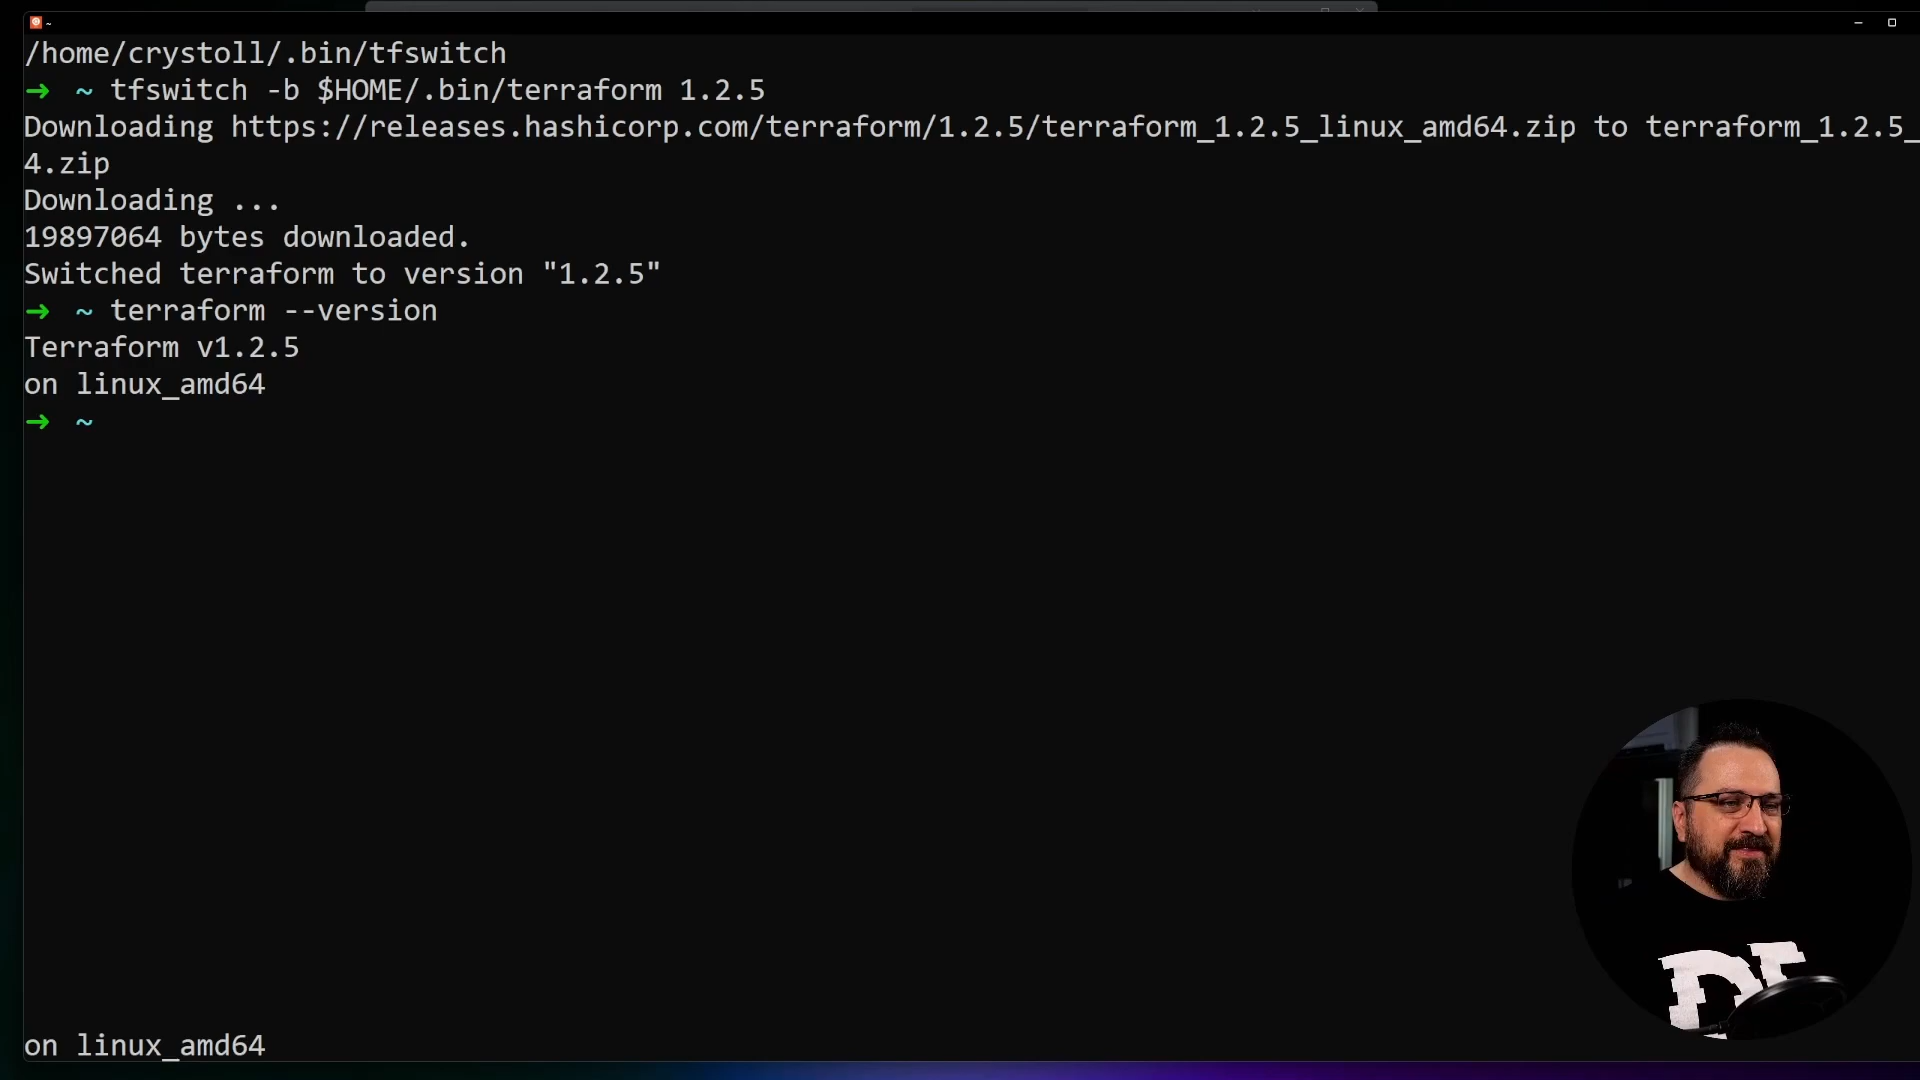 ~
/home/crystoll/.bin/tfswitch
➜ ~ tfswitch -b $HOME/.bin/terraform 1.2.5
Downloading https://releases.hashicorp.com/terraform/1.2.5/terraform_1.2.5_linux_amd64.zip to terraform_1.2.5_
4.zip
Downloading ...
19897064 bytes downloaded.
Switched terraform to version "1.2.5"
➜ ~ terraform --version
Terraform v1.2.5
on linux_amd64
➜ ~
on linux_amd64